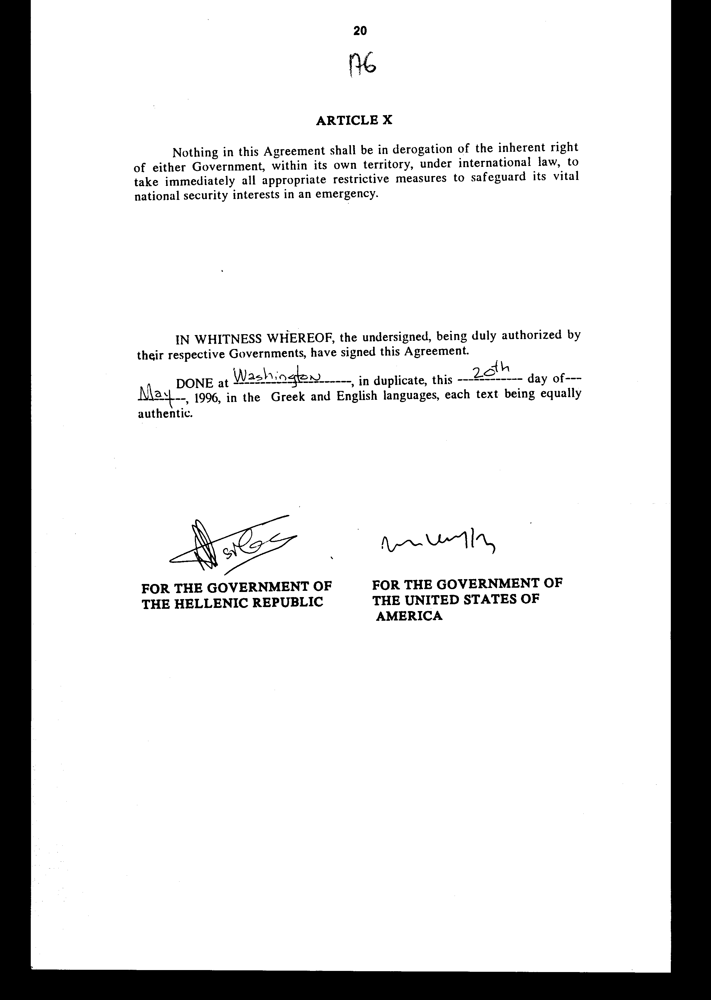 20
ARTICLE X
Nothing in this Agreement shall be in derogation of the inherent right
of either Government, within its own territory, under international law, to
take immediately all appropriate restrictive measures to safeguard its vital
national security interests in an emergency.
IN WHITNESS WHEREOF, the undersigned, being duly authorized by
their respective Governments, have signed this Agreement.
DONE at Washington, in duplicate, this 20th day of---
May--, 1996, in the Greek and English languages, each text being equally
authentic.
FOR THE GOVERNMENT OF
THE HELLENIC REPUBLIC
FOR THE GOVERNMENT OF
THE UNITED STATES OF
AMERICA